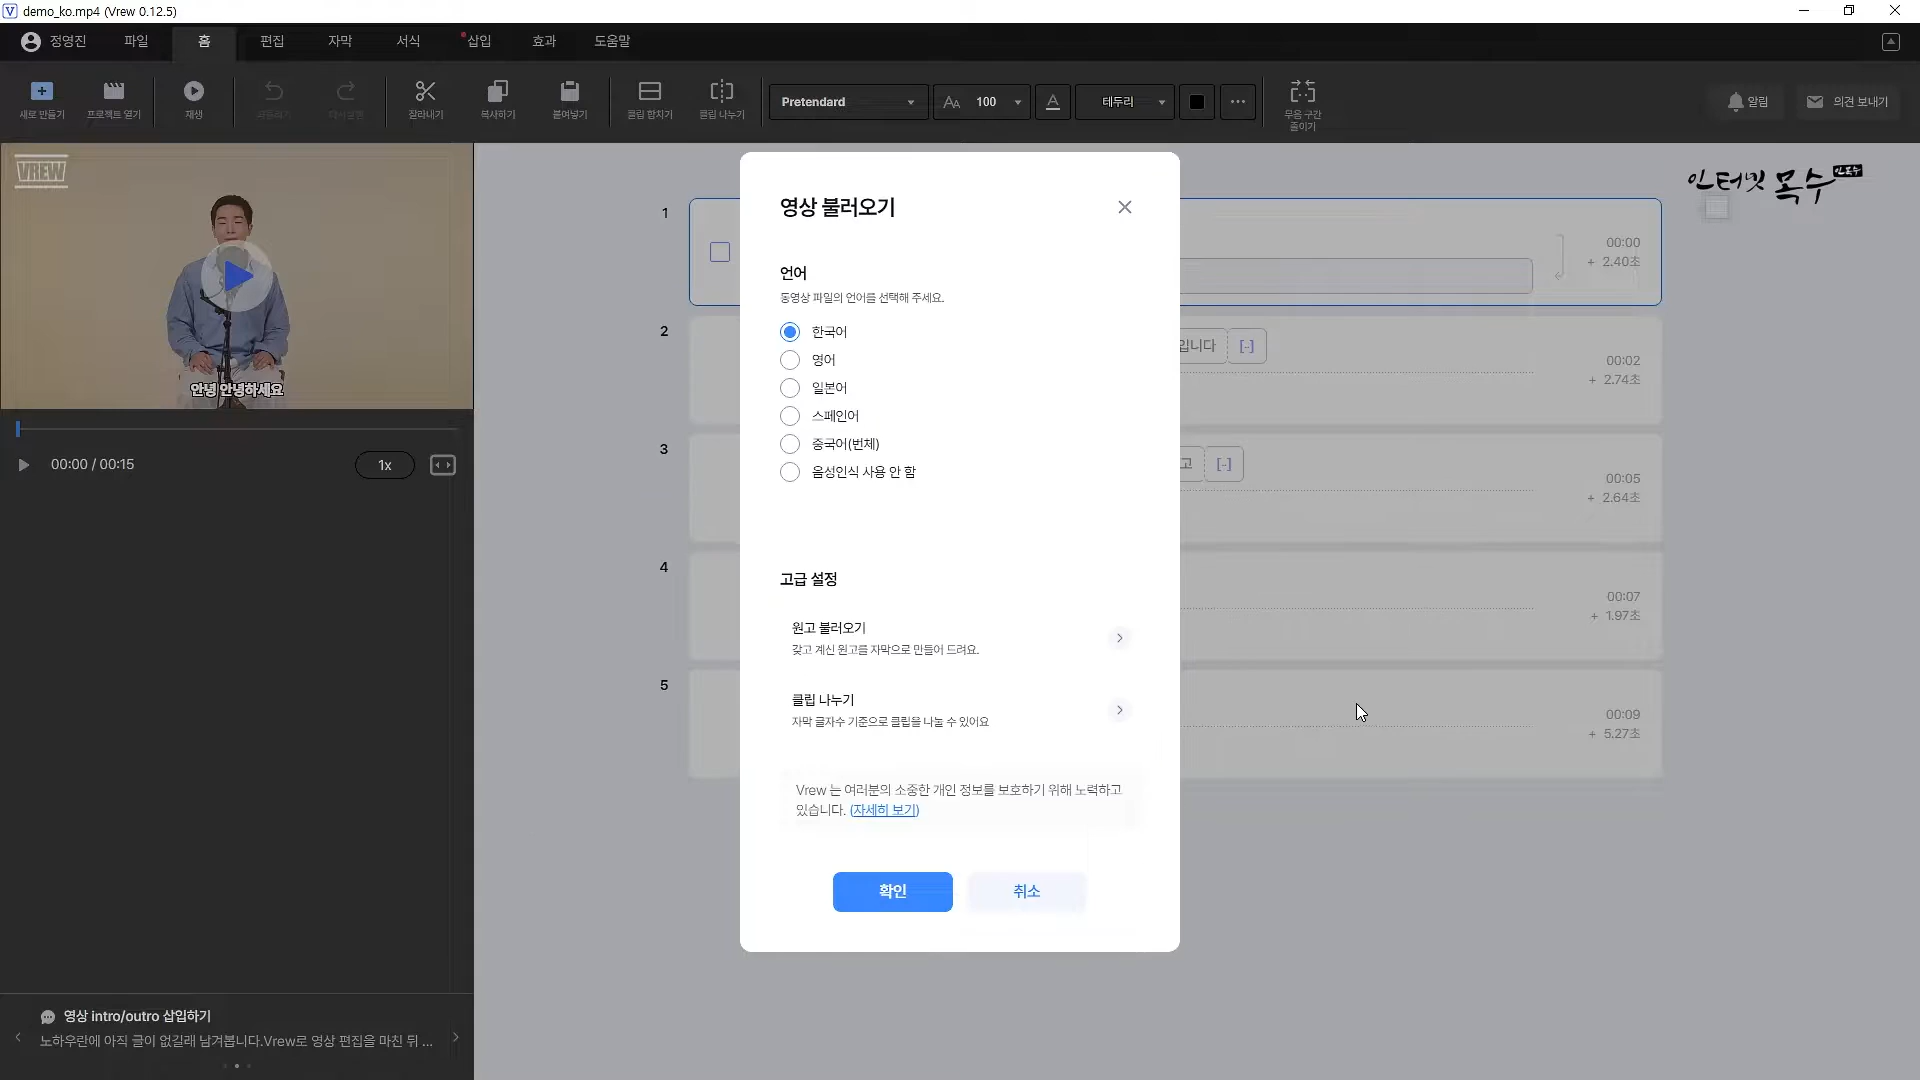 demo_ko.mp4 (Vrew 0.12.5)
정영진 파일 홈 편집 자막 서식 삽입 효과 도움말
새로 만들기 프로젝트 열기 재생 잘라내기 복사하기 붙여넣기 클립 합치기 클립 나누기 Pretendard 100 테두리 무음 구간 줄이기 알림 의견 보내기
VREW
안녕 안녕하세요
00:00 / 00:15 1x
영상 intro/outro 삽입하기
노하우란에 아직 글이 없길래 남겨봅니다.Vrew로 영상 편집을 마친 뒤 ...
인터넷 목수
영상 불러오기
언어
동영상 파일의 언어를 선택해 주세요.
한국어
영어
일본어
스페인어
중국어(번체)
음성인식 사용 안 함
고급 설정
원고 불러오기
갖고 계신 원고를 자막으로 만들어 드려요.
클립 나누기
자막 글자수 기준으로 클립을 나눌 수 있어요
Vrew 는 여러분의 소중한 개인 정보를 보호하기 위해 노력하고
있습니다. (자세히 보기)
확인 취소
1
00:00
+ 2.40초
2
입니다 [··]
00:02
+ 2.74초
3
고 [··]
00:05
+ 2.64초
4
00:07
+ 1.97초
5
00:09
+ 5.27초